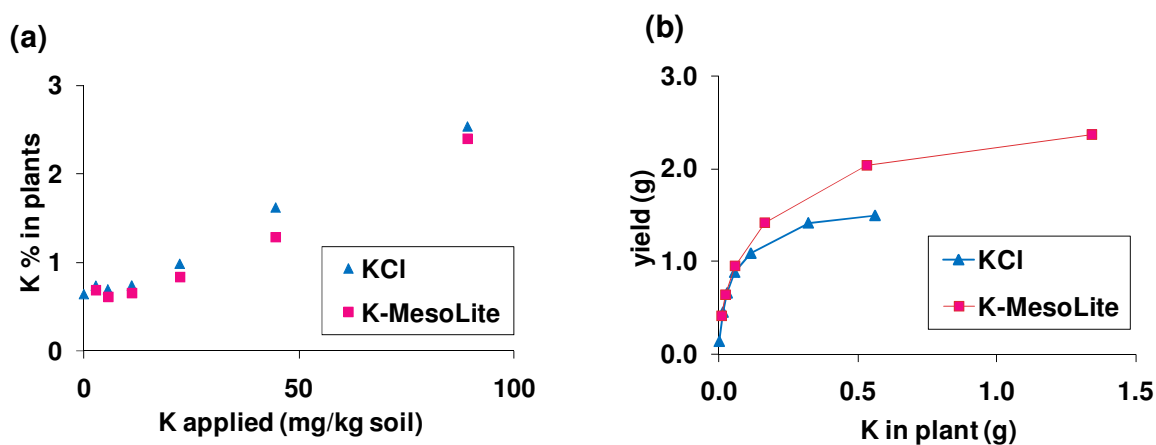 (a)
K % in plants
3
2
1
0
0
50
100
K applied (mg/kg soil)
KCl
K-MesoLite
(b)
yield (g)
3.0
2.0
1.0
0.0
0.0
0.5
1.0
1.5
K in plant (g)
KCl
K-MesoLite